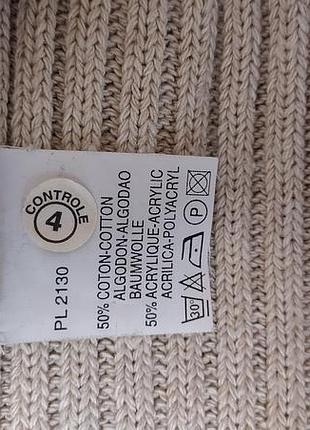 CONTROLE
4
PL 2130
50% COTON-COTTON
ALGODON-ALGODAO
BAUMWOLLE
50% ACRYLIQUE-ACRYLIC
ACRILICA-POLYACRYL
30°
P